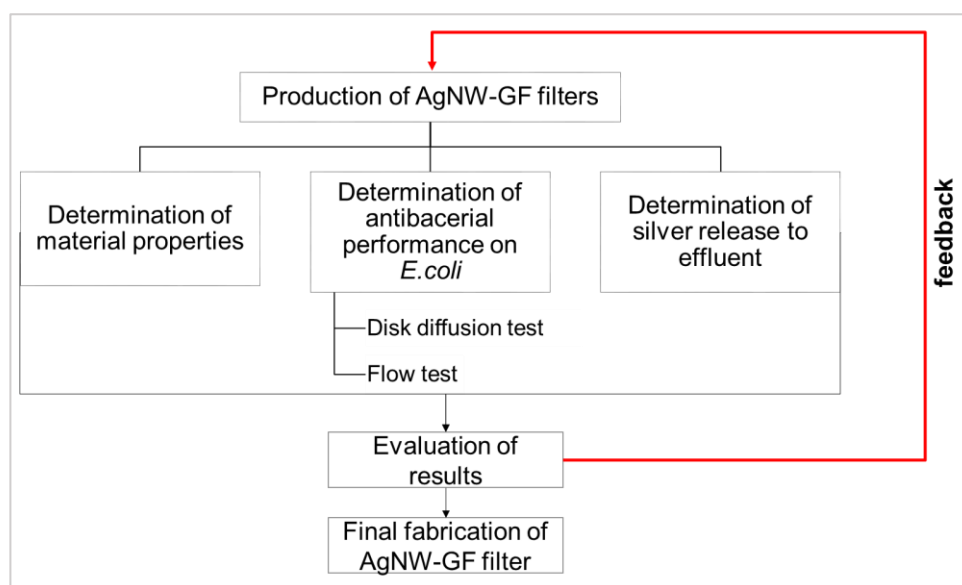 Production of AgNW-GF filters
Determination of
material properties
Determination of
antibacerial
performance on
E.coli
Determination of
silver release to
effluent
feedback
Disk diffusion test
Flow test
Evaluation of
results
Final fabrication of
AgNW-GF filter